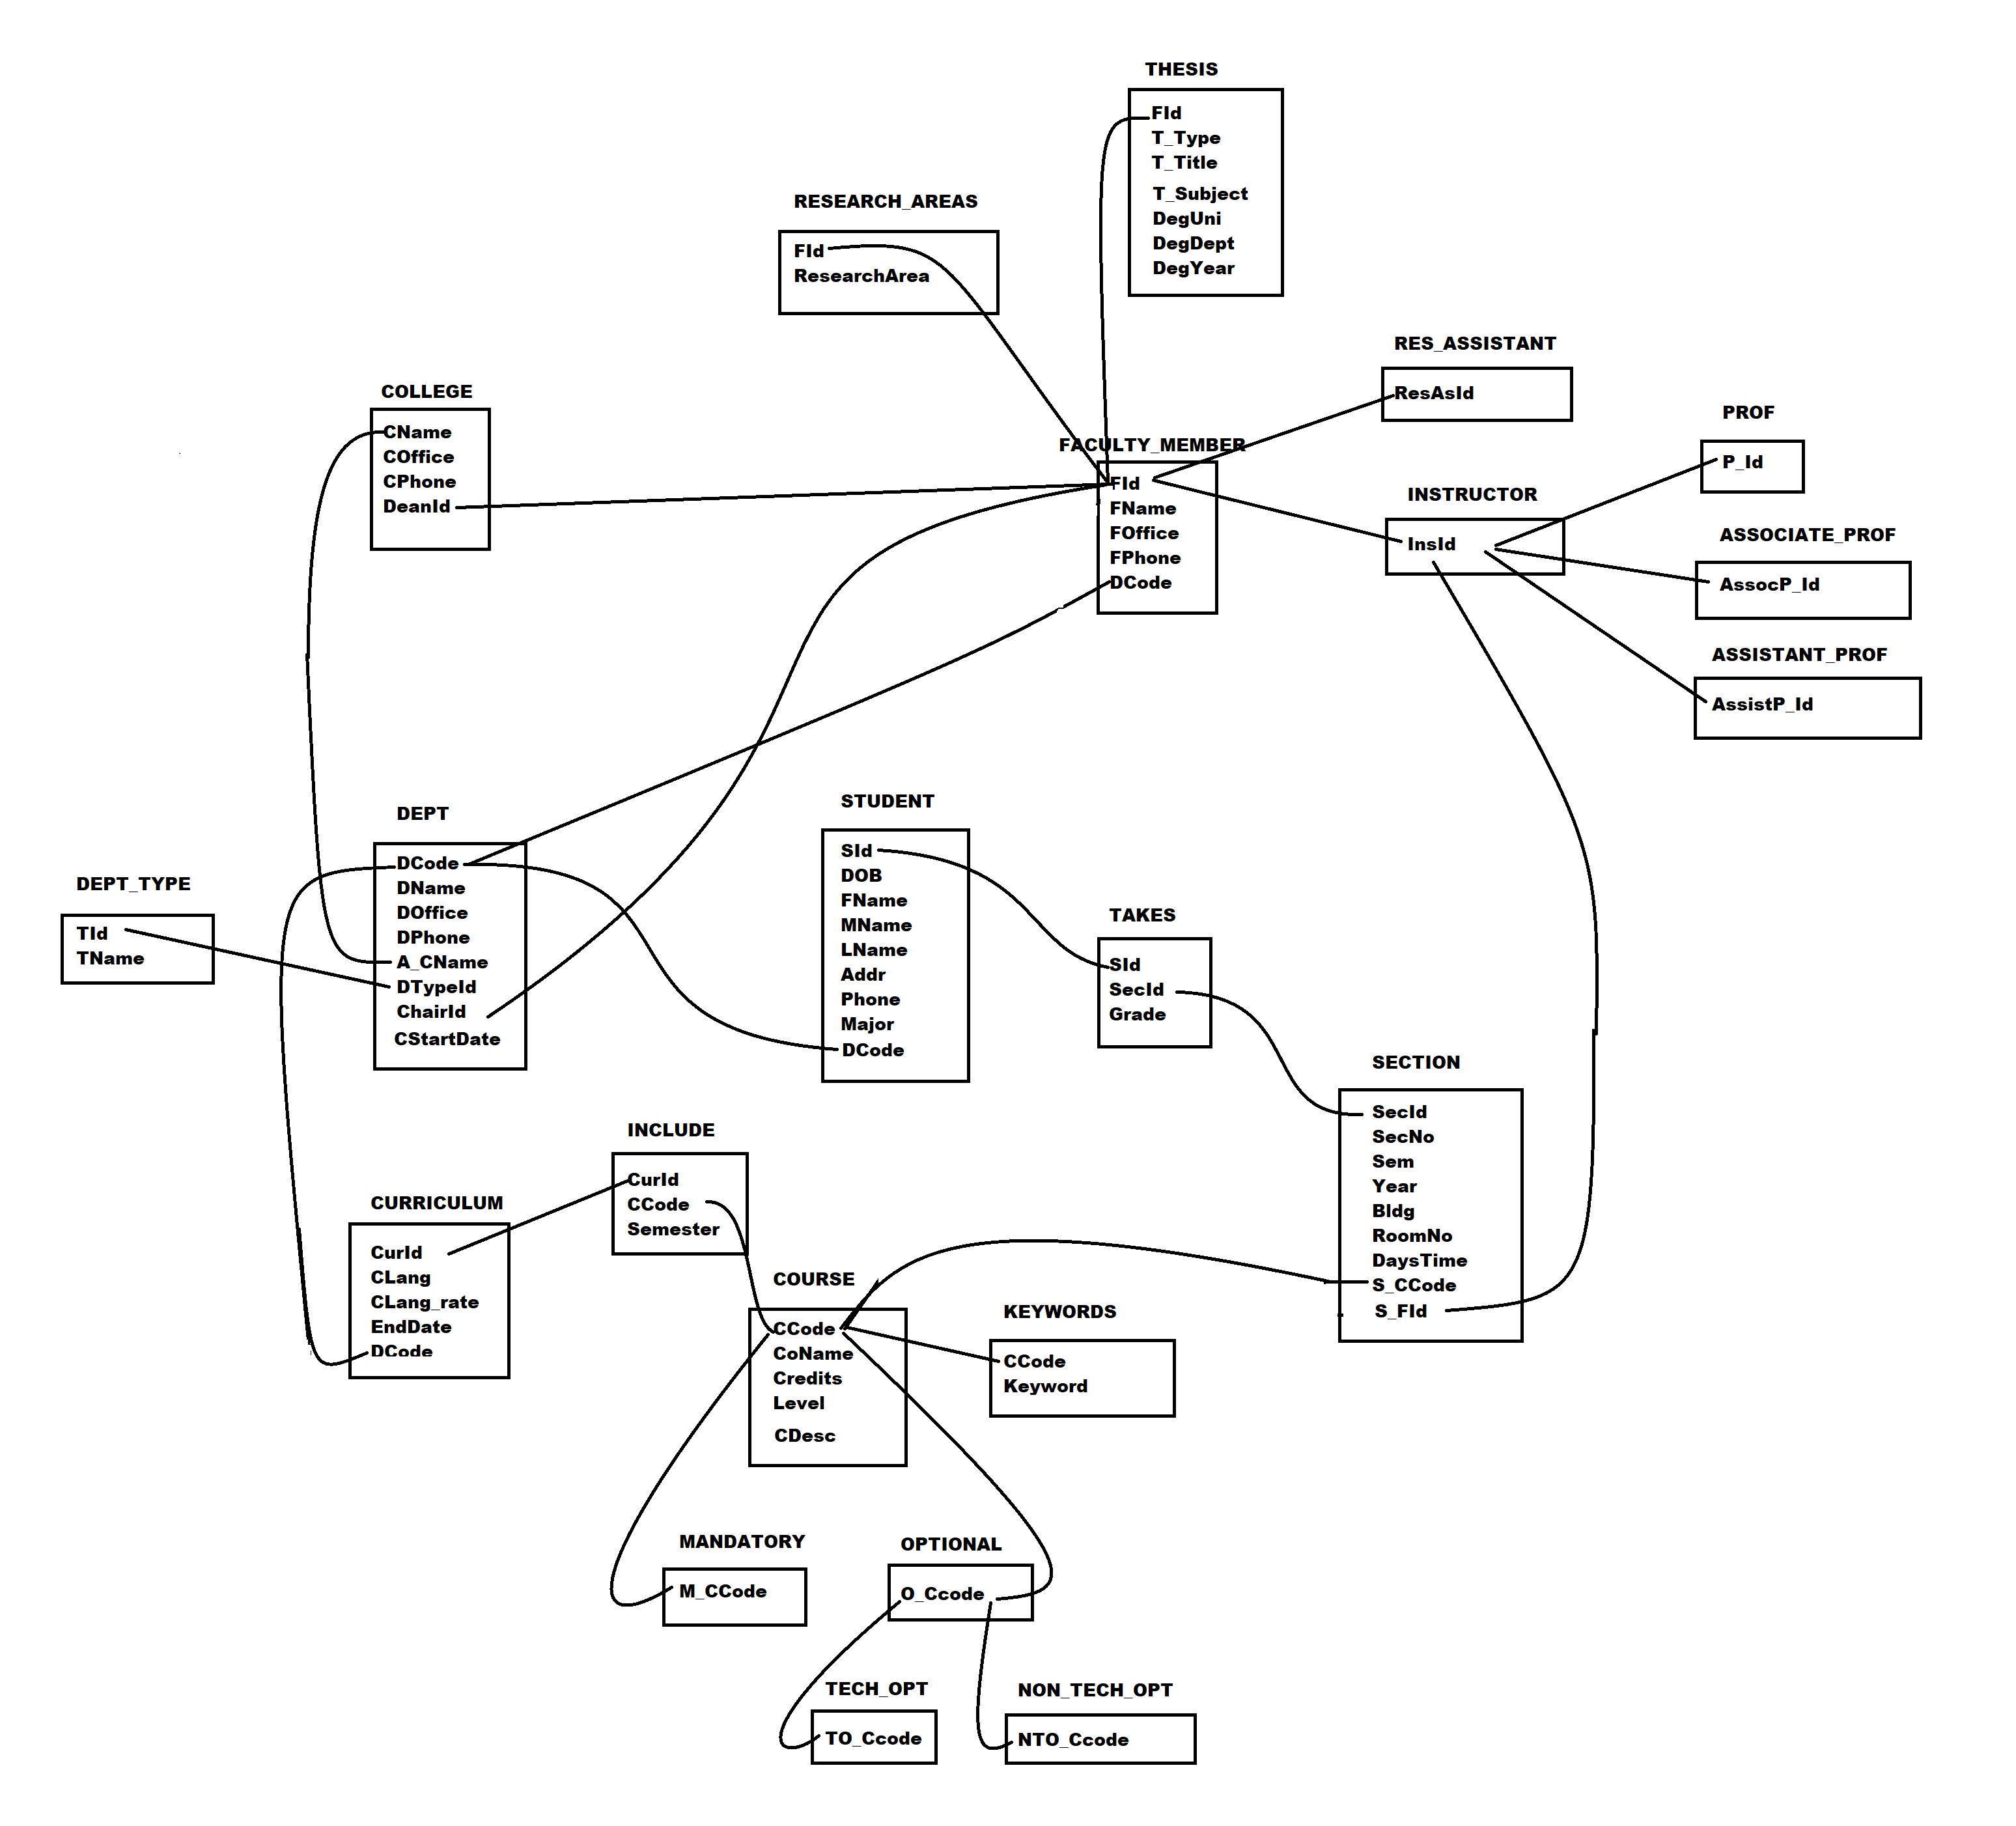 THESIS
FId
T_Type
T_Title
T_Subject
DegUni
DegDept
DegYear
RESEARCH_AREAS
FId
ResearchArea
RES_ASSISTANT
ResAsId
COLLEGE
CName
COffice
CPhone
DeanId
FACULTY_MEMBER
FId
FName
FOffice
FPhone
DCode
PROF
P_Id
INSTRUCTOR
InsId
ASSOCIATE_PROF
AssocP_Id
ASSISTANT_PROF
AssistP_Id
DEPT
DCode
DName
DOffice
DPhone
A_CName
DTypeId
ChairId
CStartDate
STUDENT
SId
DOB
FName
MName
LName
Addr
Phone
Major
DCode
DEPT_TYPE
TId
TName
TAKES
SId
SecId
Grade
SECTION
SecId
SecNo
Sem
Year
Bldg
RoomNo
DaysTime
S_CCode
S_FId
INCLUDE
CurId
CCode
Semester
CURRICULUM
CurId
CLang
CLang_rate
EndDate
DCode
COURSE
CCode
CoName
Credits
Level
CDesc
KEYWORDS
CCode
Keyword
MANDATORY
M_CCode
OPTIONAL
O_Ccode
TECH_OPT
TO_Ccode
NON_TECH_OPT
NTO_Ccode